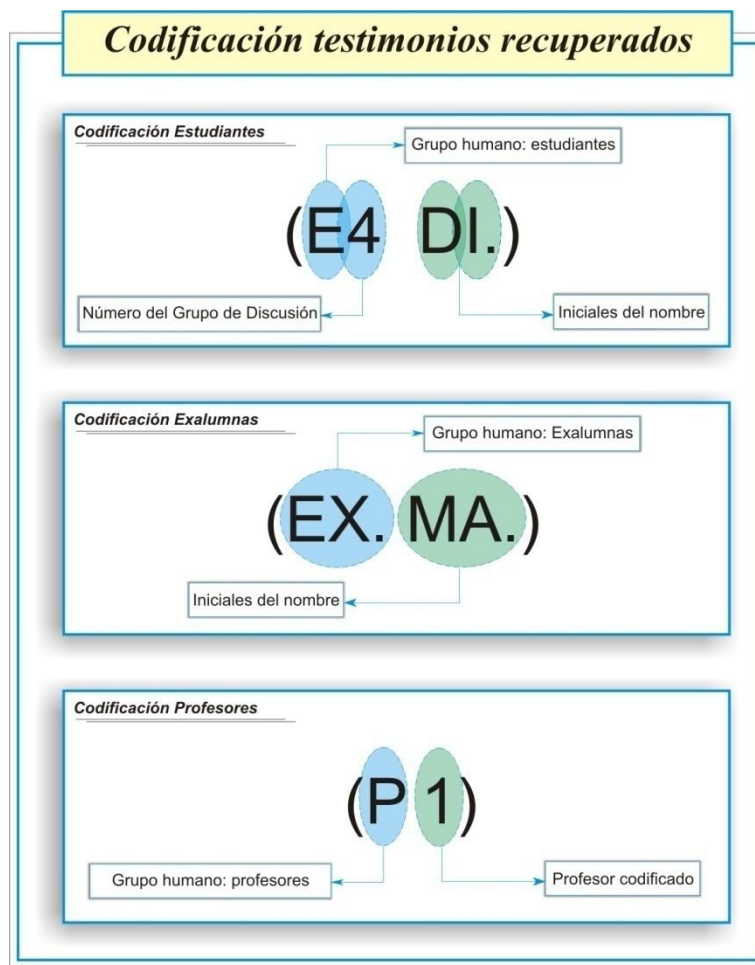 Codificación testimonios recuperados
Codificación Estudiantes
Grupo humano: estudiantes
(E4 DI.)
Número del Grupo de Discusión
Iniciales del nombre
Codificación Exalumnas
Grupo humano: Exalumnas
(EX. MA.)
Iniciales del nombre
Codificación Profesores
(P 1)
Grupo humano: profesores
Profesor codificado